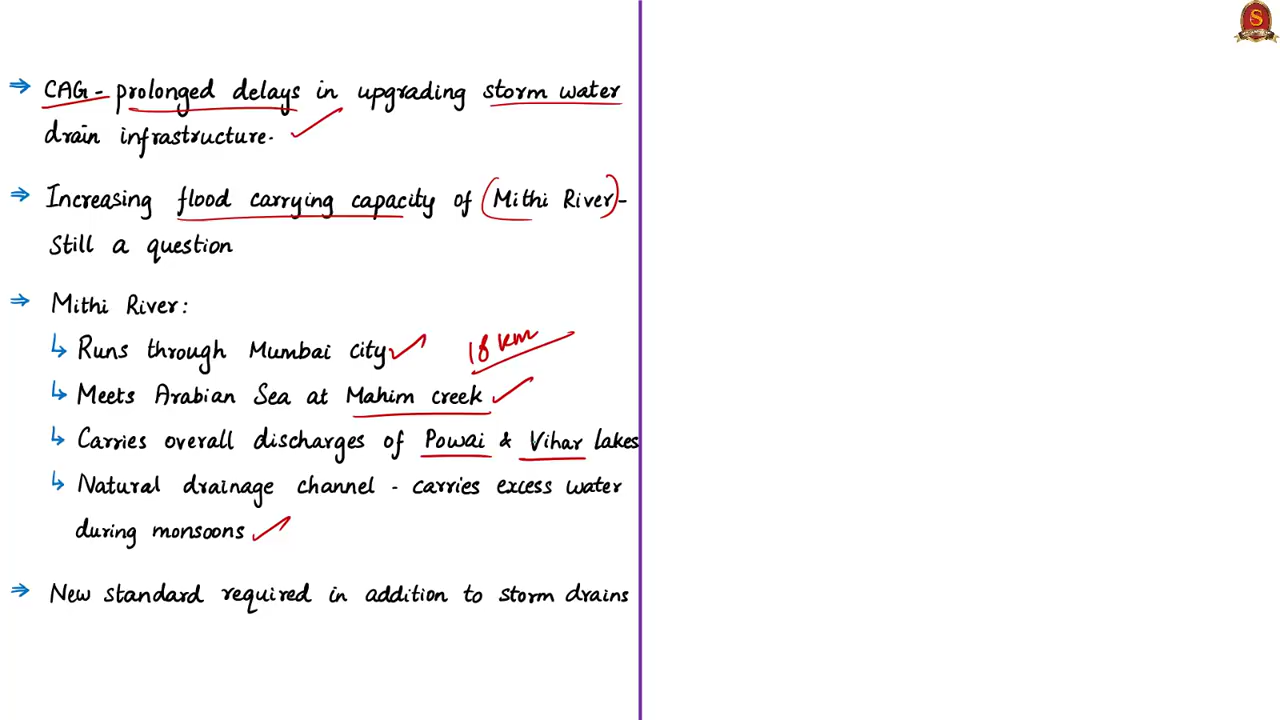 ⇒ CAG - prolonged delays in upgrading storm water
drain infrastructure.
⇒ Increasing flood carrying capacity of (Mithi River) -
Still a question
⇒ Mithi River:
↳ Runs through Mumbai city
18 km
↳ Meets Arabian Sea at Mahim creek
↳ Carries overall discharges of Powai & Vihar lakes
↳ Natural drainage channel - carries excess water
during monsoons
⇒ New standard required in addition to storm drains
S